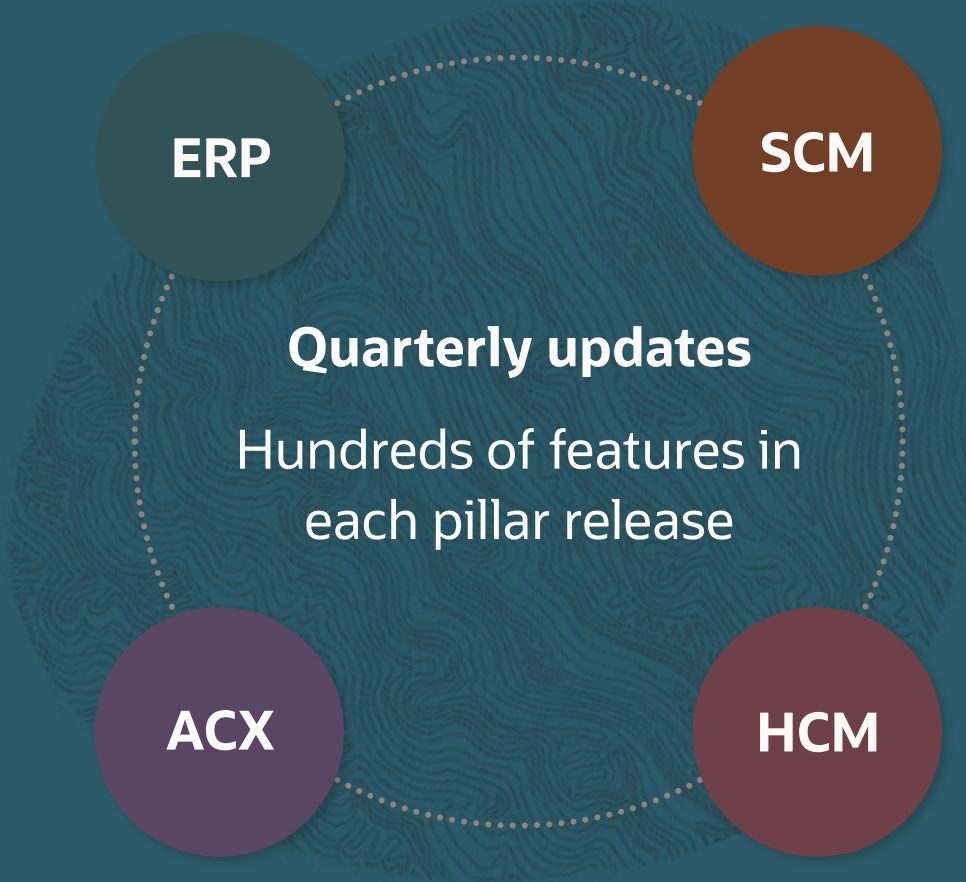 ERP
SCM
Quarterly updates
Hundreds of features in
each pillar release
ACX
HCM